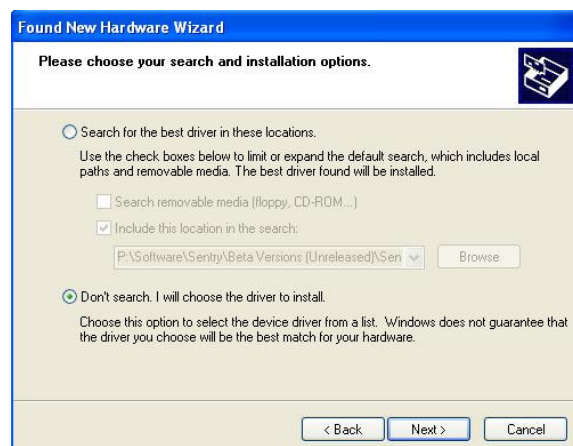 Found New Hardware Wizard
Please choose your search and installation options.
Search for the best driver in these locations.
Use the check boxes below to limit or expand the default search, which includes local
paths and removable media. The best driver found will be installed.
Search removable media (floppy, CD-ROM...)
Include this location in the search:
P:\Software\Sentry\Beta Versions (Unreleased)\Sen
Browse
Don't search. I will choose the driver to install.
Choose this option to select the device driver from a list. Windows does not guarantee that
the driver you choose will be the best match for your hardware.
< Back Next > Cancel